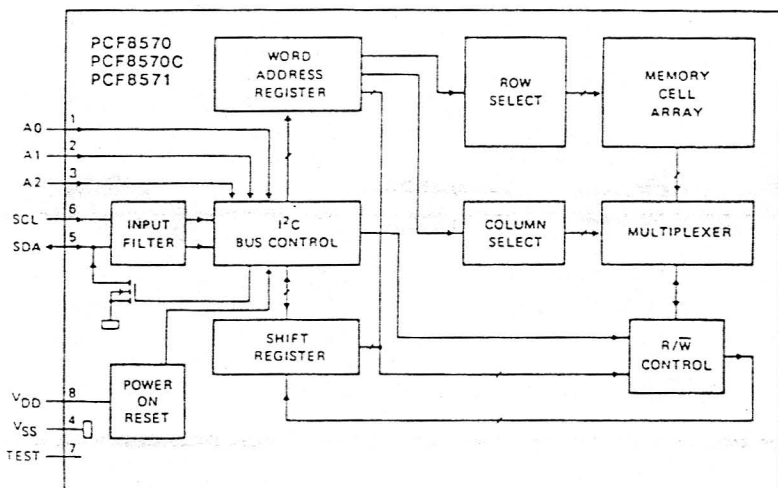 PCF8570
PCF8570C
PCF8571
WORD
ADDRESS
REGISTER
ROW
SELECT
MEMORY
CELL
ARRAY
A0 1
A1 2
A2 3
SCL 6
SDA 5
INPUT
FILTER
I²C
BUS CONTROL
COLUMN
SELECT
MULTIPLEXER
SHIFT
REGISTER
R/W̅
CONTROL
POWER
ON
RESET
VDD 8
VSS 4
TEST 7